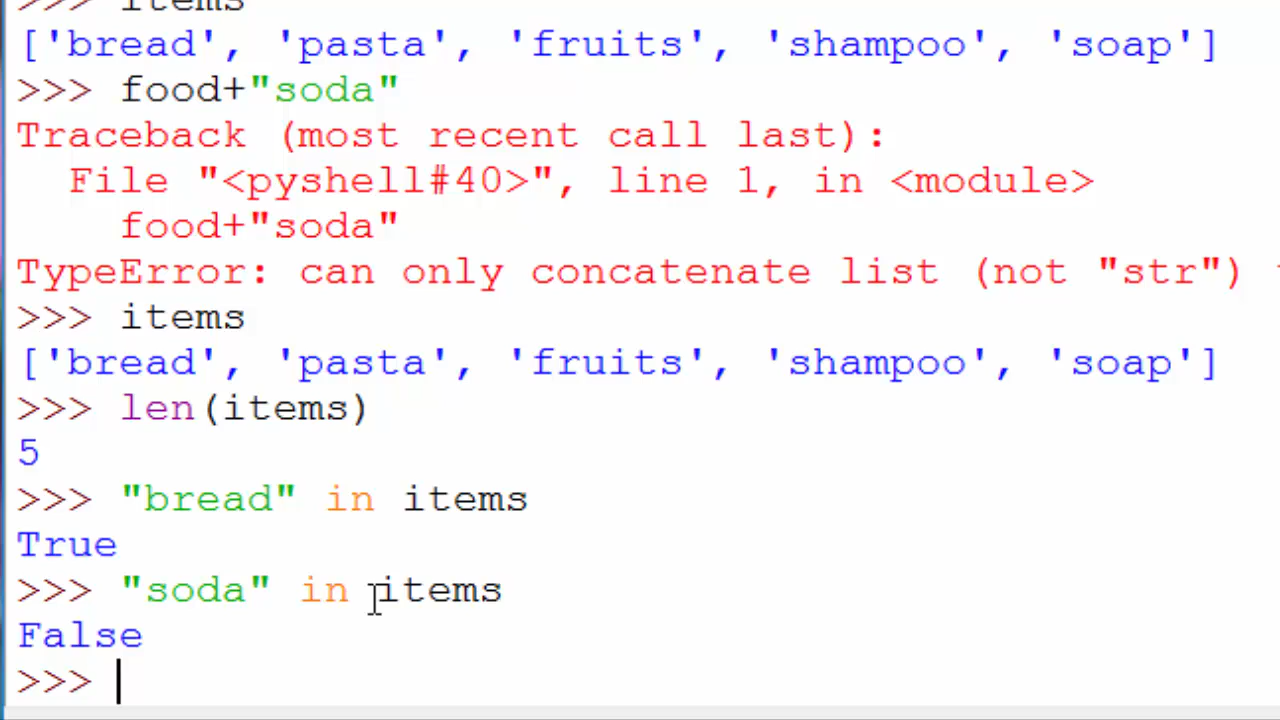 >>> items
['bread', 'pasta', 'fruits', 'shampoo', 'soap']
>>> food+"soda"
Traceback (most recent call last):
  File "<pyshell#40>", line 1, in <module>
    food+"soda"
TypeError: can only concatenate list (not "str")
>>> items
['bread', 'pasta', 'fruits', 'shampoo', 'soap']
>>> len(items)
5
>>> "bread" in items
True
>>> "soda" in items
False
>>>